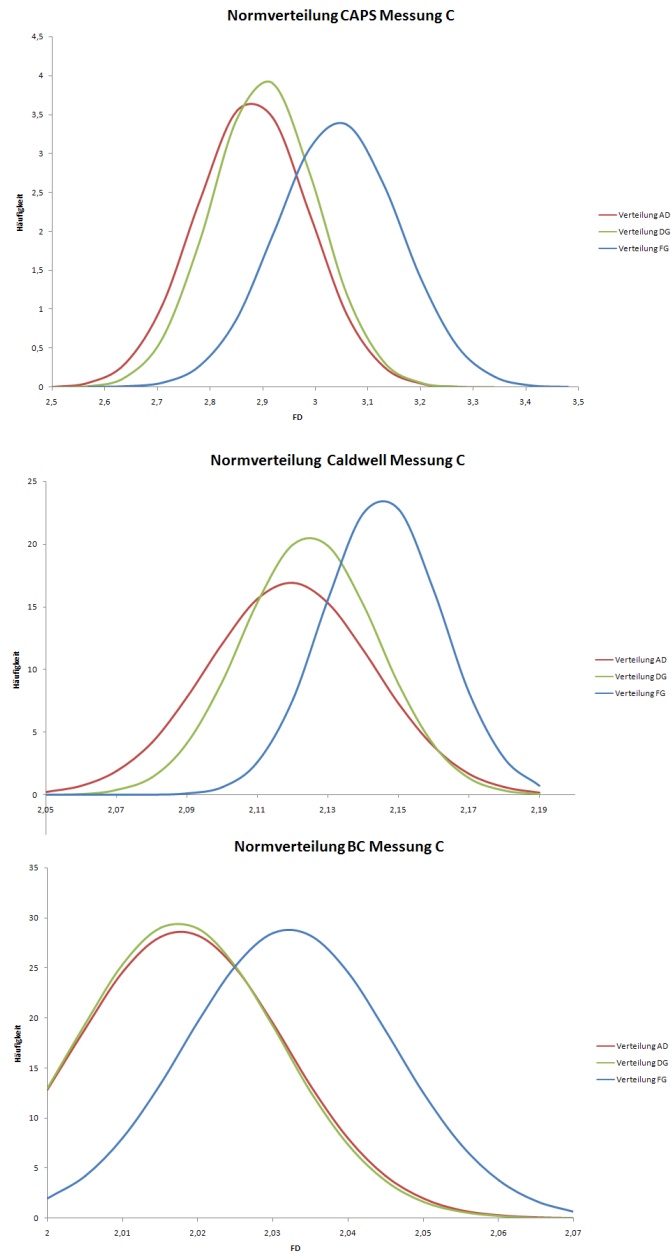 Normverteilung CAPS Messung C
4,5
4
3,5
3
2,5
2
1,5
1
0,5
0
Häufigkeit
2,5 2,6 2,7 2,8 2,9 3 3,1 3,2 3,3 3,4 3,5
FD
Verteilung AD
Verteilung DG
Verteilung FG
Normverteilung Caldwell Messung C
25
20
15
10
5
0
Häufigkeit
2,05 2,07 2,09 2,11 2,13 2,15 2,17 2,19
Verteilung AD
Verteilung DG
Verteilung FG
Normverteilung BC Messung C
35
30
25
20
15
10
5
0
Häufigkeit
2 2,01 2,02 2,03 2,04 2,05 2,06 2,07
FD
Verteilung AD
Verteilung DG
Verteilung FG